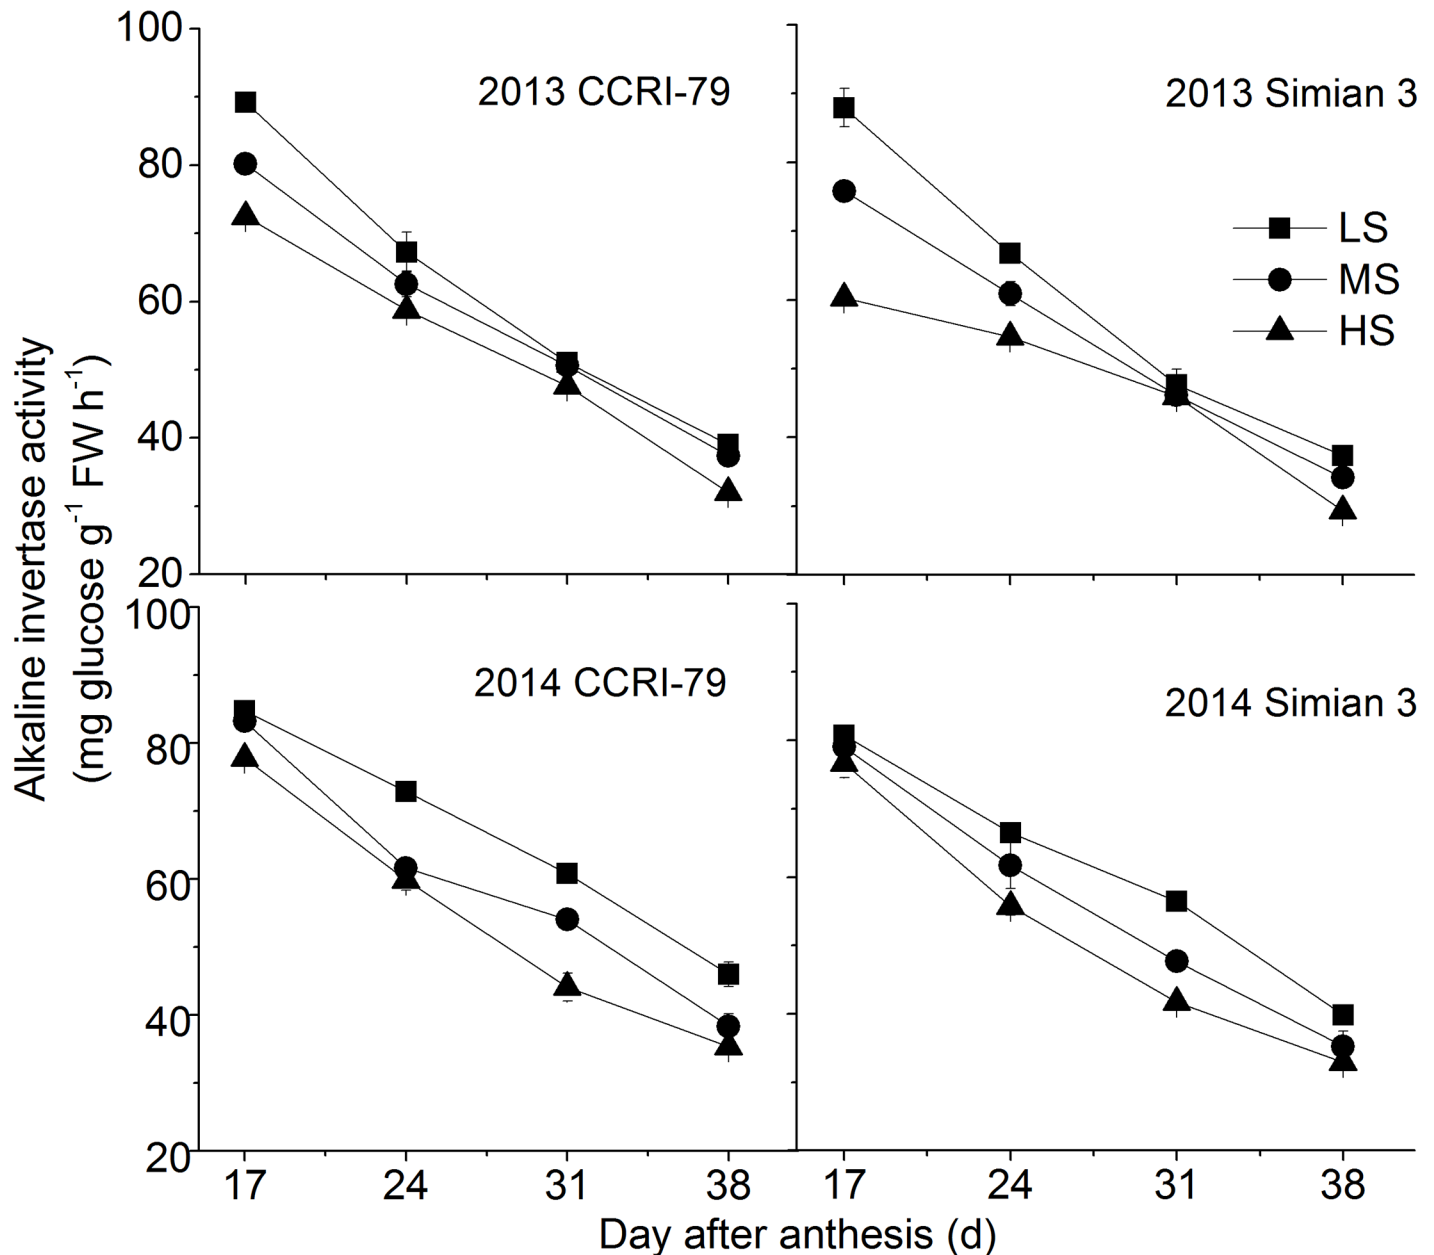 100
80
60
40
20
2013 CCRI-79
2013 Simian 3
LS
MS
HS
Alkaline invertase activity
(mg glucose g⁻¹ FW h⁻¹)
100
80
60
40
20
2014 CCRI-79
2014 Simian 3
17 24 31 38
17 24 31 38
Day after anthesis (d)